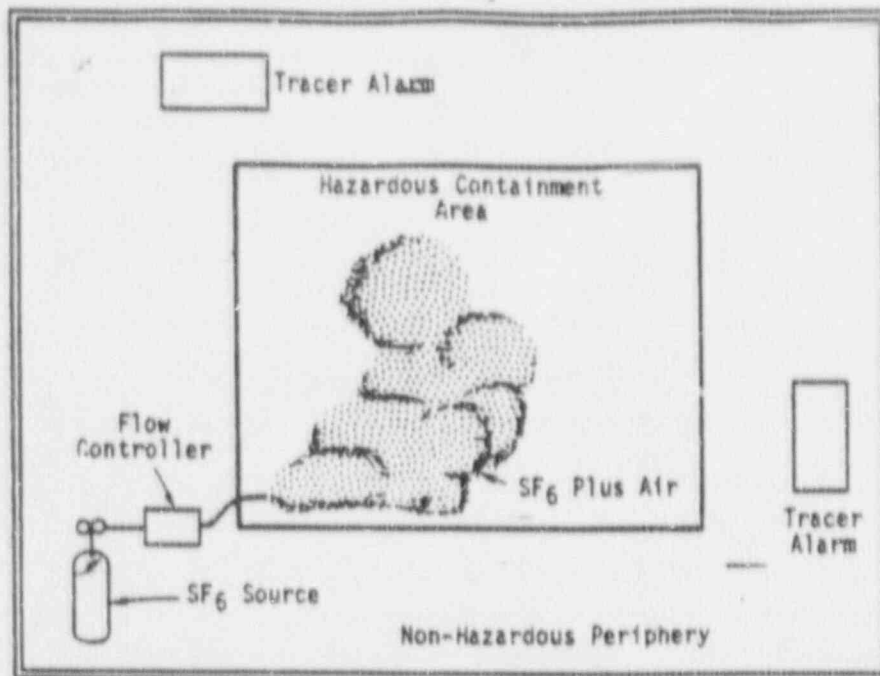 Tracer Alarm
Hazardous Containment
Area
Flow
Controller
SF₆ Plus Air
Tracer
Alarm
SF₆ Source
Non-Hazardous Periphery